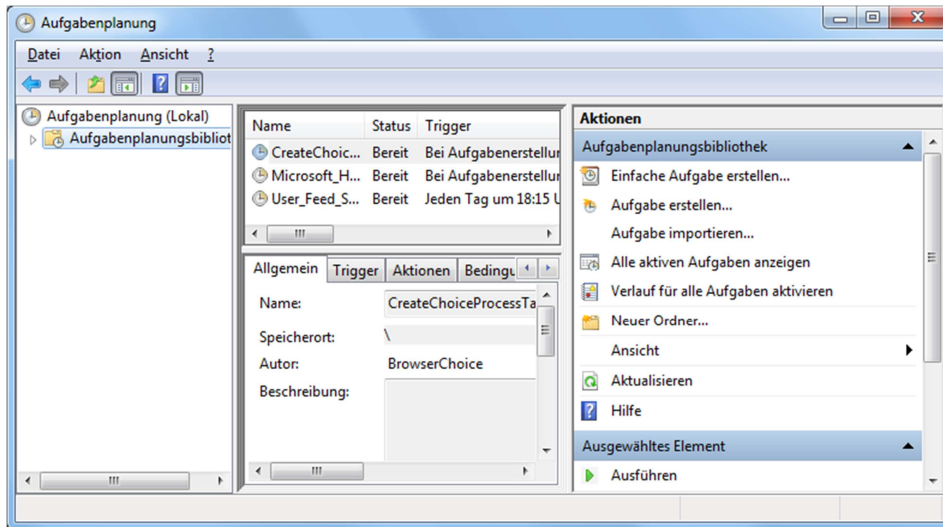 Aufgabenplanung
Datei Aktion Ansicht ?
Aufgabenplanung (Lokal)
Aufgabenplanungsbibliot
Name Status Trigger
CreateChoic... Bereit Bei Aufgabenerstellur
Microsoft_H... Bereit Bei Aufgabenerstellur
User_Feed_S... Bereit Jeden Tag um 18:15 U
Allgemein Trigger Aktionen Bedingu
Name: CreateChoiceProcessTa
Speicherort: \
Autor: BrowserChoice
Beschreibung:
Aktionen
Aufgabenplanungsbibliothek
Einfache Aufgabe erstellen...
Aufgabe erstellen...
Aufgabe importieren...
Alle aktiven Aufgaben anzeigen
Verlauf für alle Aufgaben aktivieren
Neuer Ordner...
Ansicht
Aktualisieren
Hilfe
Ausgewähltes Element
Ausführen